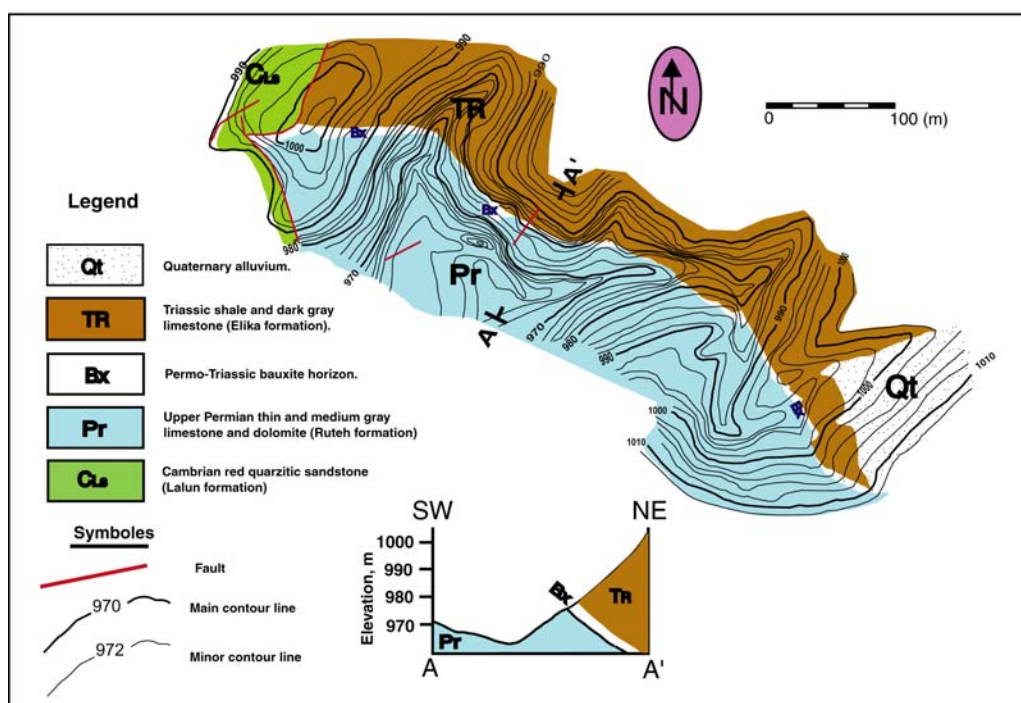 990
990
990
CLs
TR
N
0 100 (m)
Bx
1000
A'
Bx
980
970
Pr
A
970
980
990
990
1000
Qt
1010
Bx
1000
1010
Legend
Qt
Quaternary alluvium.
TR
Triassic shale and dark gray
limestone (Elika formation).
Bx
Permo-Triassic bauxite horizon.
Pr
Upper Permian thin and medium gray
limestone and dolomite (Ruteh formation)
CLs
Cambrian red quarzitic sandstone
(Lalun formation)
Symboles
Fault
970
Main contour line
972
Minor contour line
SW NE
Elevation, m
1000
990
980
970
Bx
TR
Pr
A A'